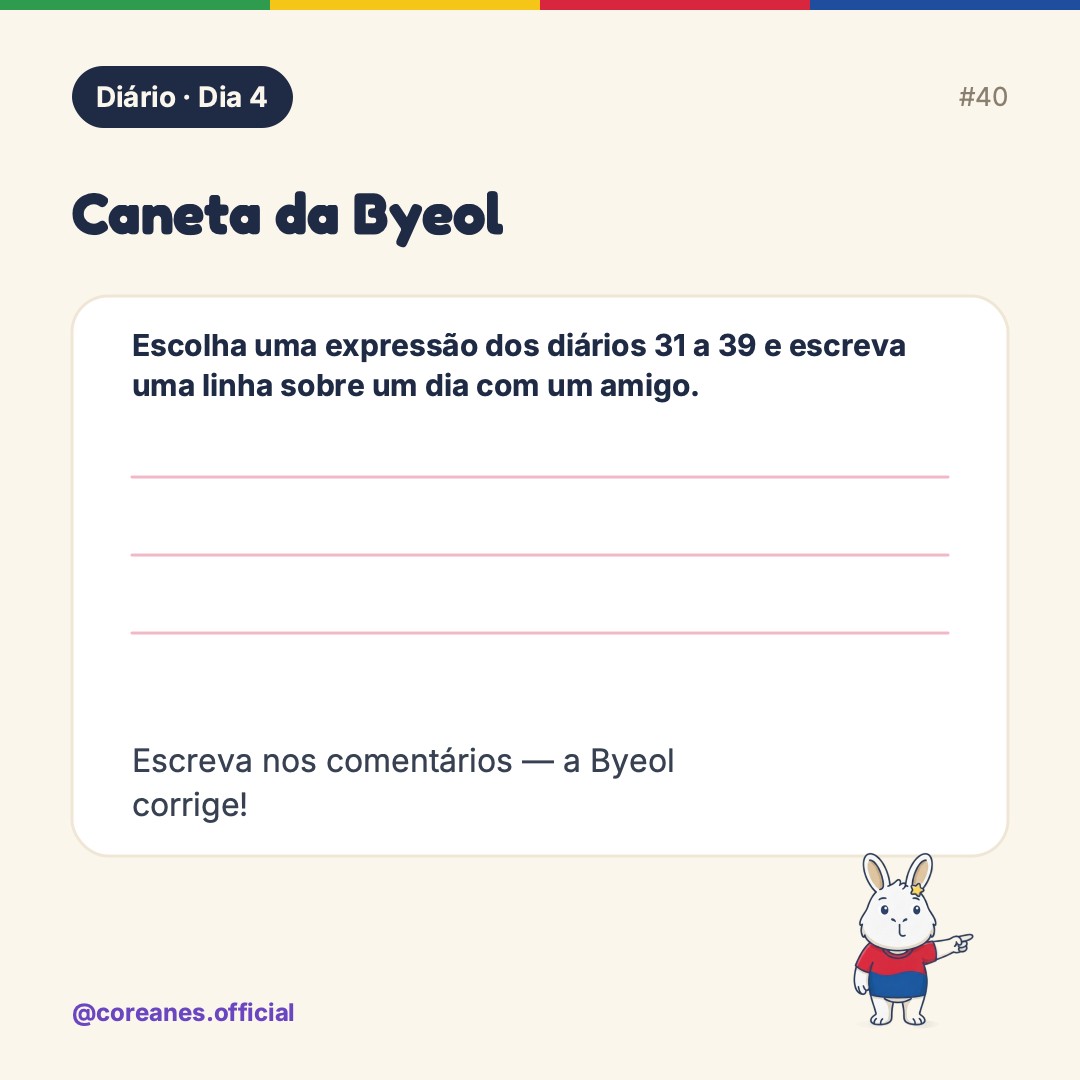 Diário · Dia 4
#40
Caneta da Byeol
Escolha uma expressão dos diários 31 a 39 e escreva
uma linha sobre um dia com um amigo.
Escreva nos comentários — a Byeol
corrige!
@coreanes.official